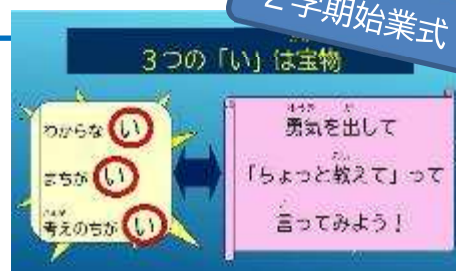 2学期始業式
3つの「い」は宝物
わからない
まちがい
考えのちがい
勇気を出して
「ちょっと教えて」って
言ってみよう!